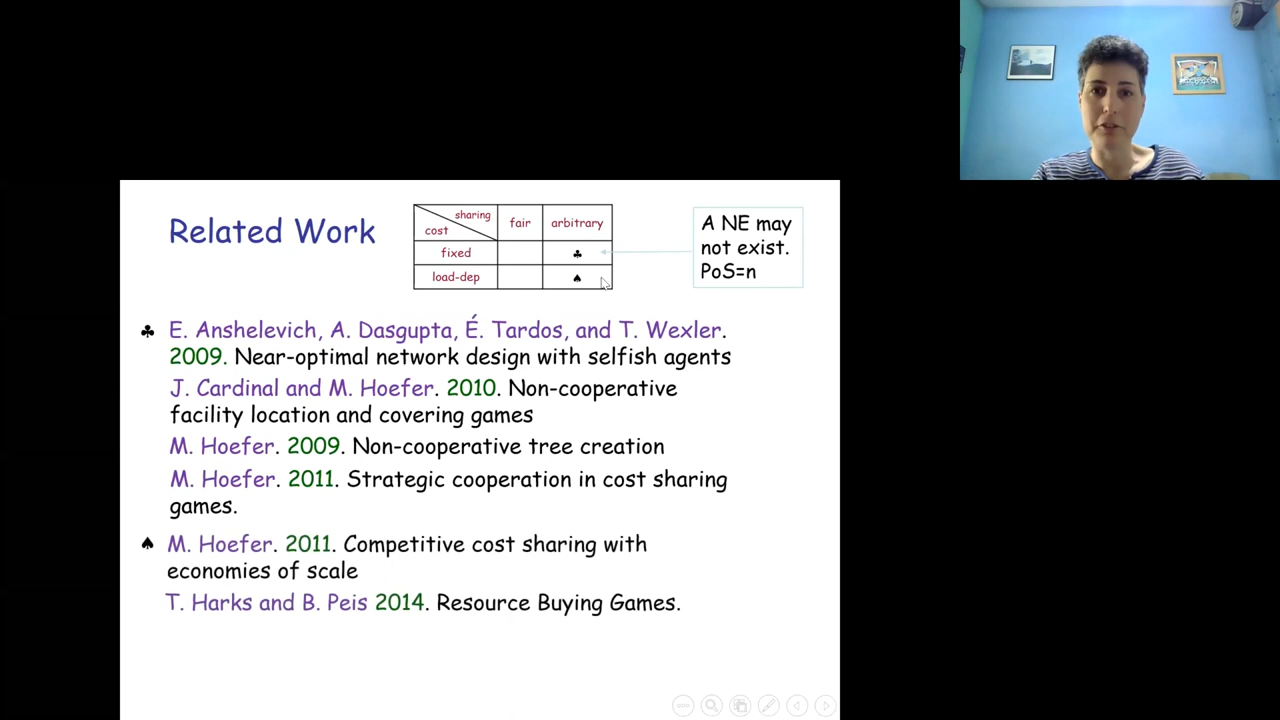 Related Work
sharing
cost
fair
arbitrary
fixed
♣
load-dep
♠
A NE may
not exist.
PoS=n
♣ E. Anshelevich, A. Dasgupta, É. Tardos, and T. Wexler.
2009. Near-optimal network design with selfish agents
J. Cardinal and M. Hoefer. 2010. Non-cooperative
facility location and covering games
M. Hoefer. 2009. Non-cooperative tree creation
M. Hoefer. 2011. Strategic cooperation in cost sharing
games.
♠ M. Hoefer. 2011. Competitive cost sharing with
economies of scale
T. Harks and B. Peis 2014. Resource Buying Games.